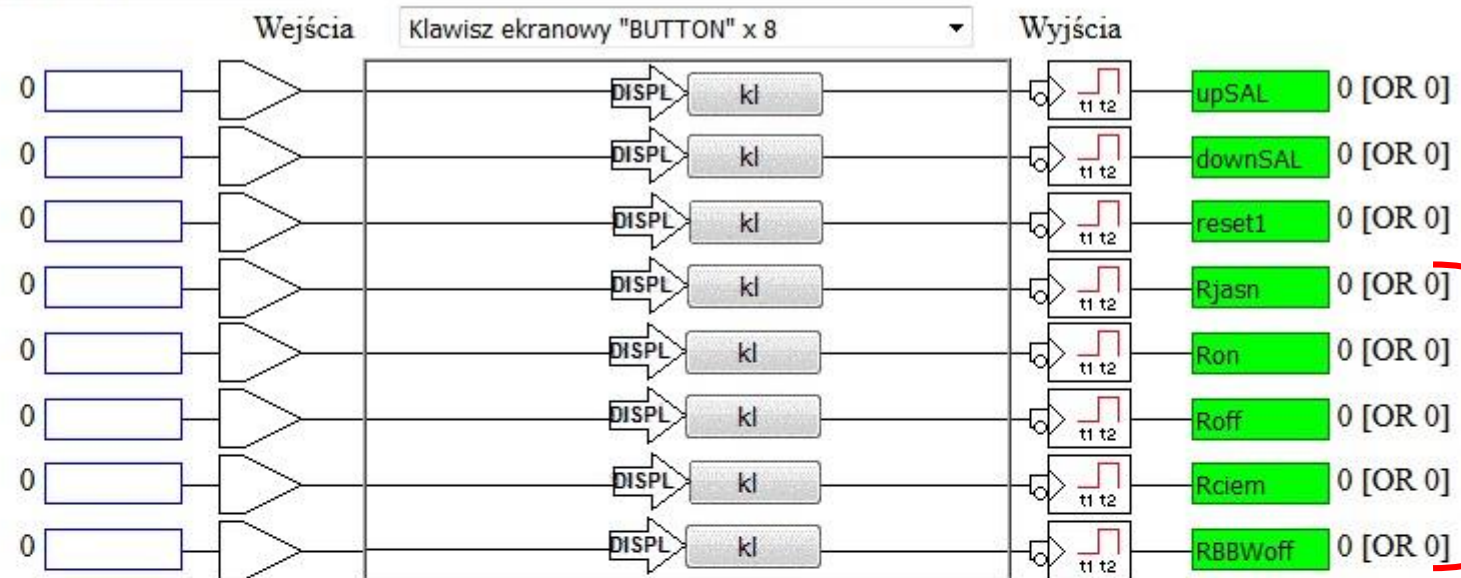 Wejścia Klawisz ekranowy "BUTTON" x 8 Wyjścia
0 DISPL kl t1 t2 upSAL 0 [OR 0]
0 DISPL kl t1 t2 downSAL 0 [OR 0]
0 DISPL kl t1 t2 reset1 0 [OR 0]
0 DISPL kl t1 t2 Rjasn 0 [OR 0]
0 DISPL kl t1 t2 Ron 0 [OR 0]
0 DISPL kl t1 t2 Roff 0 [OR 0]
0 DISPL kl t1 t2 Rciem 0 [OR 0]
0 DISPL kl t1 t2 RBBWoff 0 [OR 0]